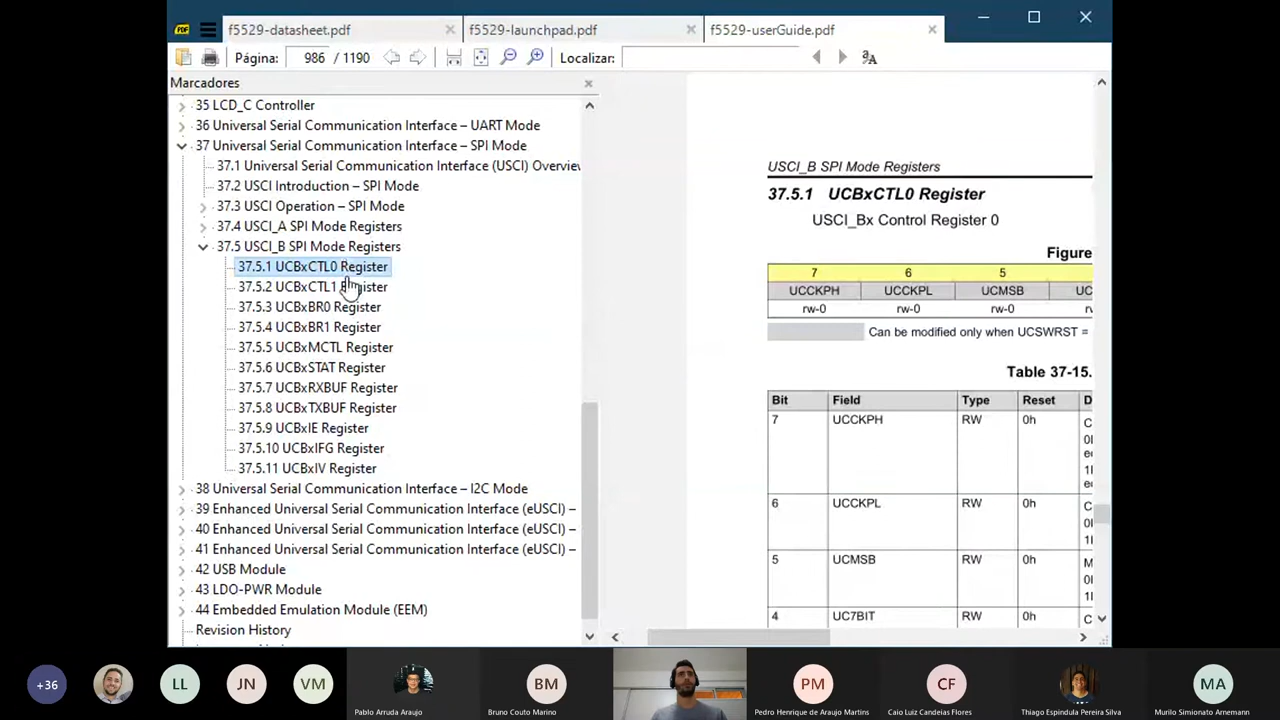 PDF
f5529-datasheet.pdf
f5529-launchpad.pdf
f5529-userGuide.pdf
Página:
986
/ 1190
Localizar:
Marcadores
35 LCD_C Controller
36 Universal Serial Communication Interface – UART Mode
37 Universal Serial Communication Interface – SPI Mode
37.1 Universal Serial Communication Interface (USCI) Overview
37.2 USCI Introduction – SPI Mode
37.3 USCI Operation – SPI Mode
37.4 USCI_A SPI Mode Registers
37.5 USCI_B SPI Mode Registers
37.5.1 UCBxCTL0 Register
37.5.2 UCBxCTL1 Register
37.5.3 UCBxBR0 Register
37.5.4 UCBxBR1 Register
37.5.5 UCBxMCTL Register
37.5.6 UCBxSTAT Register
37.5.7 UCBxRXBUF Register
37.5.8 UCBxTXBUF Register
37.5.9 UCBxIE Register
37.5.10 UCBxIFG Register
37.5.11 UCBxIV Register
38 Universal Serial Communication Interface – I2C Mode
39 Enhanced Universal Serial Communication Interface (eUSCI) –
40 Enhanced Universal Serial Communication Interface (eUSCI) –
41 Enhanced Universal Serial Communication Interface (eUSCI) –
42 USB Module
43 LDO-PWR Module
44 Embedded Emulation Module (EEM)
Revision History
USCI_B SPI Mode Registers
37.5.1 UCBxCTL0 Register
USCI_Bx Control Register 0
Figure
7 6 5
UCCKPH UCCKPL UCMSB UC
rw-0 rw-0 rw-0
Can be modified only when UCSWRST =
Table 37-15.
Bit Field Type Reset D
7 UCCKPH RW 0h C
0
e
1
e
6 UCCKPL RW 0h C
0
1
5 UCMSB RW 0h M
0
1
4 UC7BIT RW 0h C
+36
LL
JN
VM
Pablo Arruda Araujo
BM
Bruno Couto Marino
PM
Pedro Henrique de Araujo Martins
CF
Caio Luiz Candeias Flores
Thiago Espindula Pereira Silva
MA
Murilo Simionato Arnemann